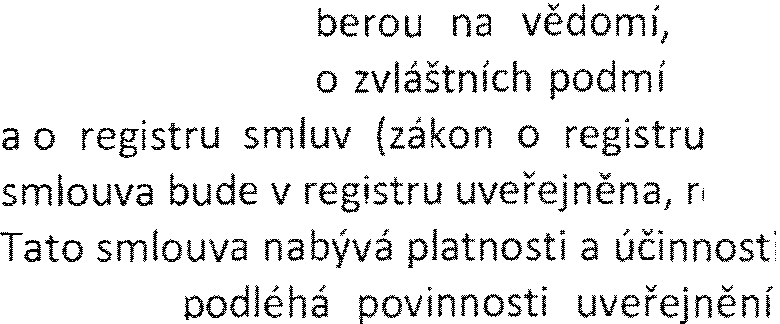 berou na vědomí,
o zvláštních podmí
a o registru smluv (zákon o registru
smlouva bude v registru uveřejněna,
Tato smlouva nabývá platnosti a účinnosti
podléhá povinnosti uveřejnění